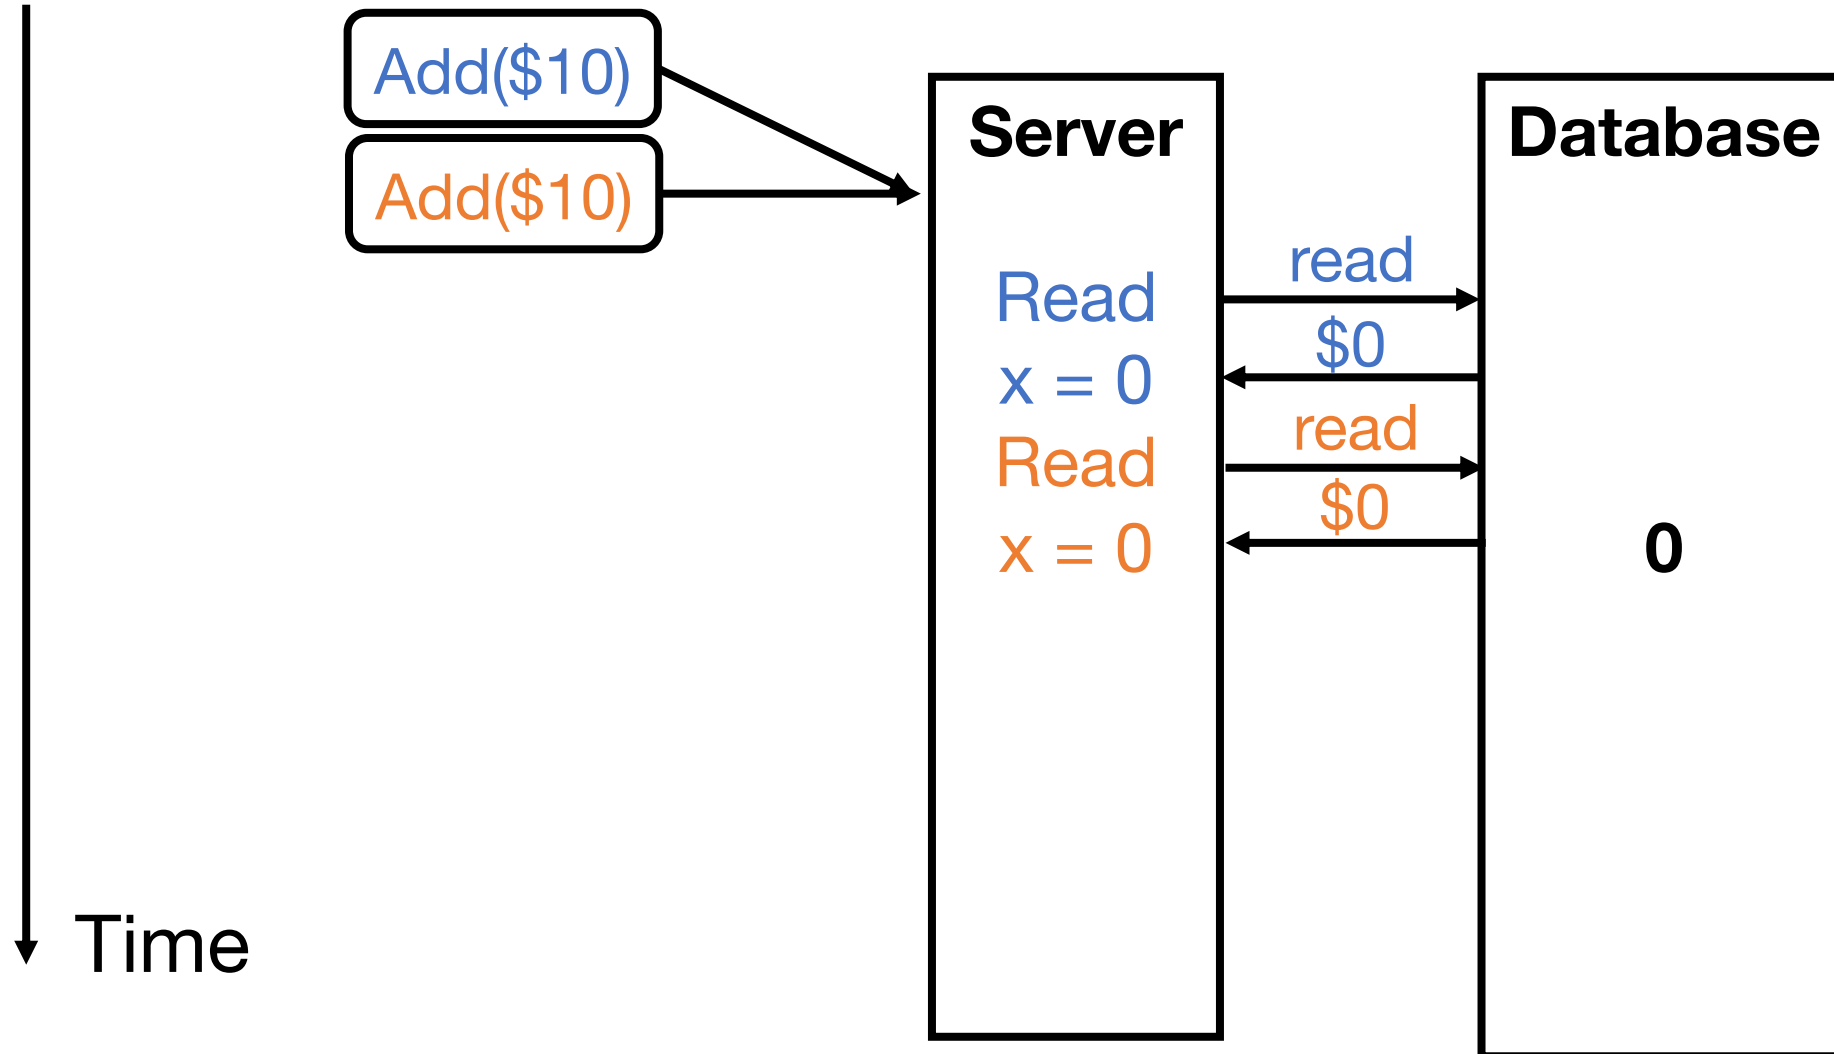 Add($10)
Add($10)
Server
Database
Read
read
x = 0
$0
Read
read
x = 0
$0
0
Time